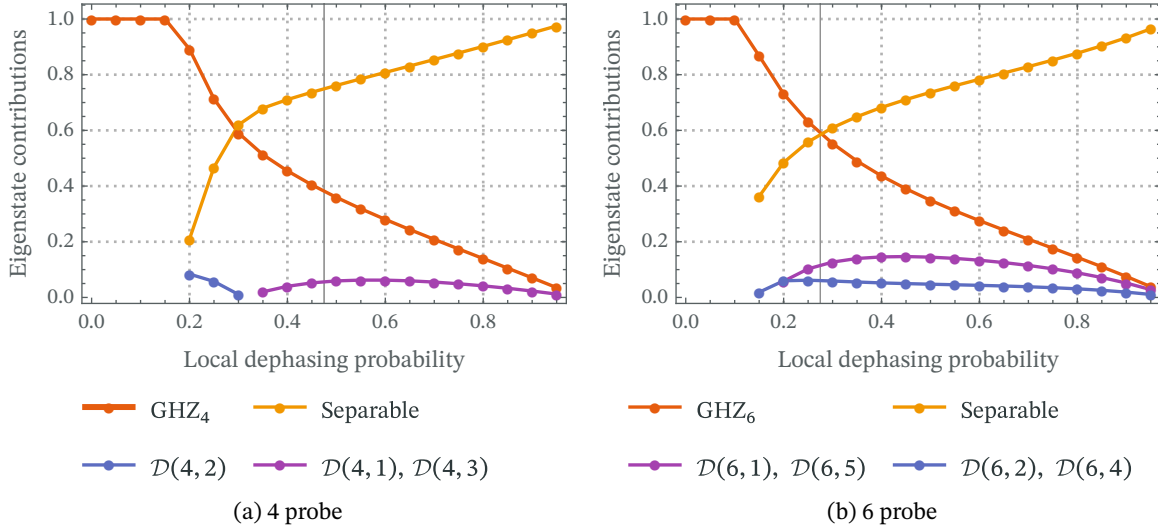 Eigenstate contributions
1.0
0.8
0.6
0.4
0.2
0.0
0.0 0.2 0.4 0.6 0.8
Local dephasing probability
GHZ₄ Separable
𝒟(4, 2) 𝒟(4, 1), 𝒟(4, 3)
(a) 4 probe
Eigenstate contributions
1.0
0.8
0.6
0.4
0.2
0.0
0.0 0.2 0.4 0.6 0.8
Local dephasing probability
GHZ₆ Separable
𝒟(6, 1), 𝒟(6, 5) 𝒟(6, 2), 𝒟(6, 4)
(b) 6 probe